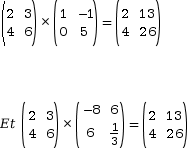 (2 3
4 6) × (1 −1
0 5) = (2 13
4 26)
Et (2 3
4 6) × (−8 6
6 1/3) = (2 13
4 26)